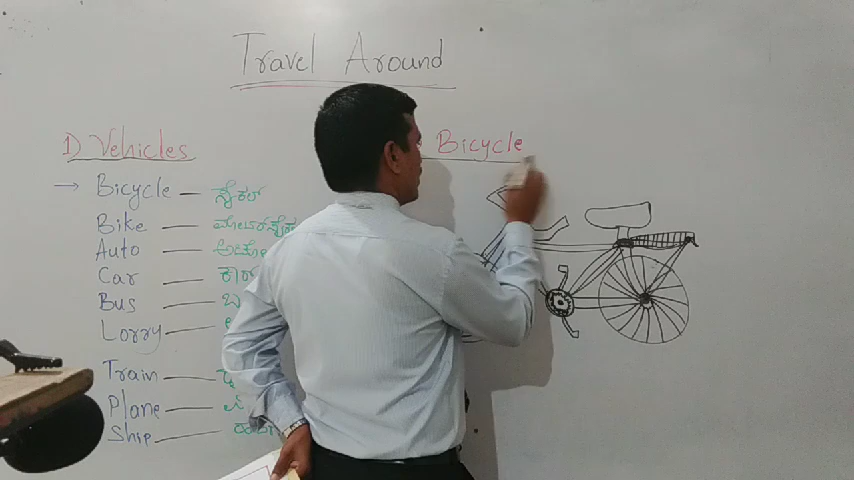 Travel Around
1) Vehicles
Bicycle
→ Bicycle — ಸೈಕಲ್
Bike —
Auto —
Car — ಕಾರ
Bus —
Lorry —
Train —
Plane —
Ship —